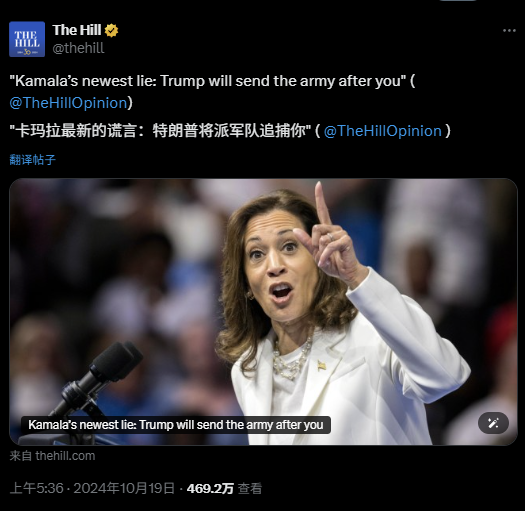 THE
HILL
The Hill
@thehill
"Kamala’s newest lie: Trump will send the army after you" (
@TheHillOpinion)
"卡玛拉最新的谎言：特朗普将派军队追捕你" ( @TheHillOpinion )
翻译帖子
Kamala’s newest lie: Trump will send the army after you
来自 thehill.com
上午5:36 · 2024年10月19日 · 469.2万 查看